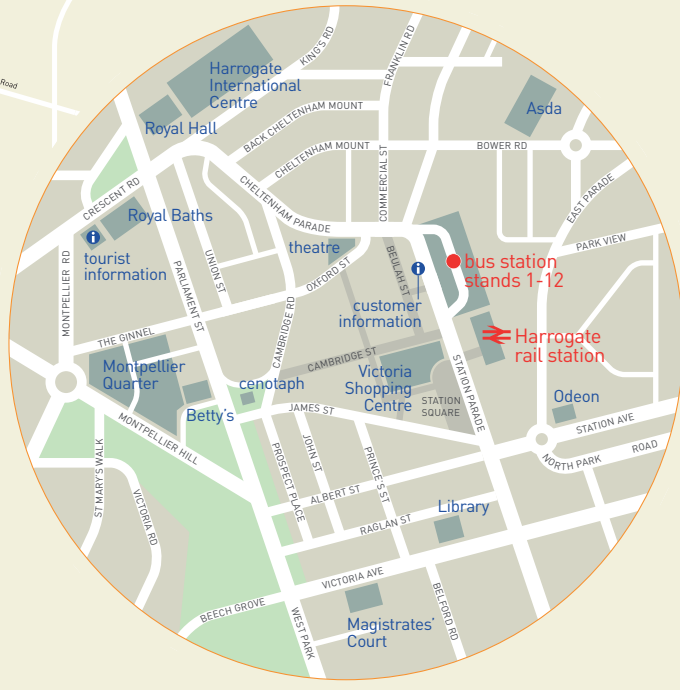 Road
KING'S RD
FRANKLIN RD
Harrogate
International
Centre
Asda
Royal Hall
BACK CHELTENHAM MOUNT
CHELTENHAM MOUNT
BOWER RD
COMMERCIAL ST
CRESCENT RD
CHELTENHAM PARADE
EAST PARADE
Royal Baths
PARK VIEW
tourist
information
theatre
BEULAH ST
bus station
stands 1-12
UNION ST
OXFORD ST
MONTPELLIER RD
PARLIAMENT ST
customer
information
THE GINNEL
CAMBRIDGE RD
Harrogate
rail station
CAMBRIDGE ST
Montpellier
Quarter
Victoria
Shopping
Centre
STATION PARADE
cenotaph
STATION
SQUARE
Odeon
Betty's
JAMES ST
STATION AVE
MONTPELLIER HILL
NORTH PARK
ROAD
ST MARY'S WALK
PROSPECT PLACE
JOHN ST
PRINCE'S ST
VICTORIA RD
ALBERT ST
Library
RAGLAN ST
VICTORIA AVE
BEECH GROVE
WEST PARK
BELFORD RD
Magistrates'
Court